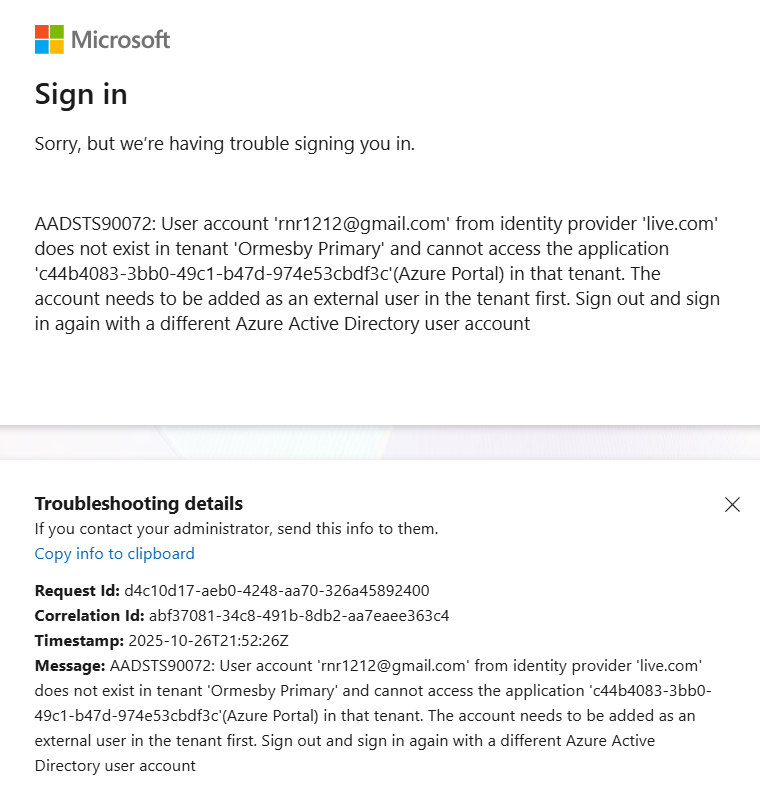 Microsoft
Sign in
Sorry, but we’re having trouble signing you in.
AADSTS90072: User account 'rnr1212@gmail.com' from identity provider 'live.com'
does not exist in tenant 'Ormesby Primary' and cannot access the application
'c44b4083-3bb0-49c1-b47d-974e53cbdf3c'(Azure Portal) in that tenant. The
account needs to be added as an external user in the tenant first. Sign out and sign
in again with a different Azure Active Directory user account
Troubleshooting details
If you contact your administrator, send this info to them.
Copy info to clipboard
Request Id: d4c10d17-aeb0-4248-aa70-326a45892400
Correlation Id: abf37081-34c8-491b-8db2-aa7eaee363c4
Timestamp: 2025-10-26T21:52:26Z
Message: AADSTS90072: User account 'rnr1212@gmail.com' from identity provider 'live.com'
does not exist in tenant 'Ormesby Primary' and cannot access the application 'c44b4083-3bb0-
49c1-b47d-974e53cbdf3c'(Azure Portal) in that tenant. The account needs to be added as an
external user in the tenant first. Sign out and sign in again with a different Azure Active
Directory user account